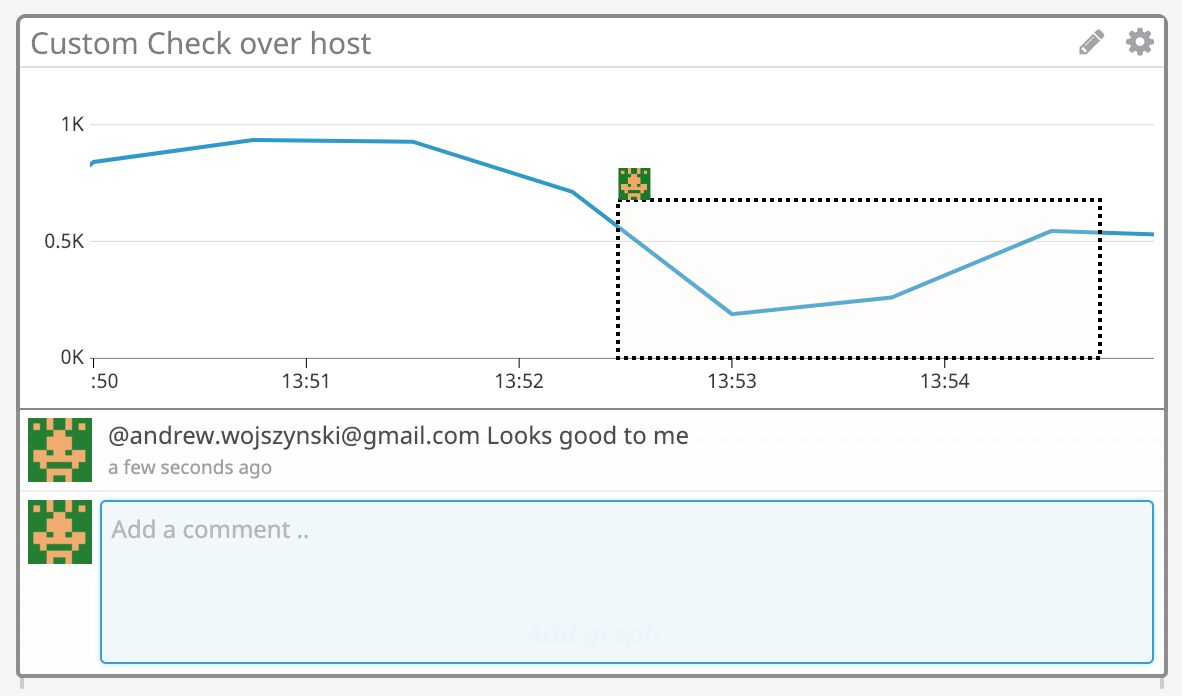 Custom Check over host
1K
0.5K
0K
:50 13:51 13:52 13:53 13:54
@andrew.wojszynski@gmail.com Looks good to me
a few seconds ago
Add a comment ..
Add graph